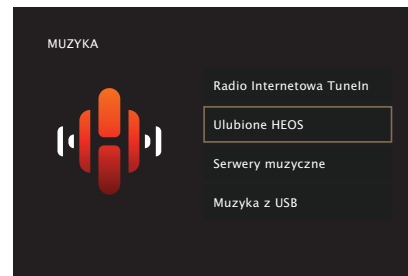 MUZYKA
Radio Internetowa TuneIn
Ulubione HEOS
Serwery muzyczne
Muzyka z USB